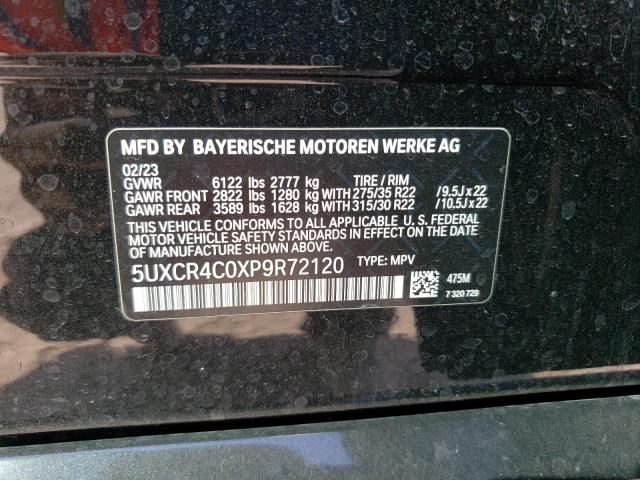 MFD BY BAYERISCHE MOTOREN WERKE AG
02/23
GVWR 6122 lbs 2777 kg TIRE / RIM
GAWR FRONT 2822 lbs 1280 kg WITH 275/35 R22 / 9.5J x 22
GAWR REAR 3589 lbs 1628 kg WITH 315/30 R22 / 10.5J x 22
THIS VEHICLE CONFORMS TO ALL APPLICABLE U. S. FEDERAL
MOTOR VEHICLE SAFETY STANDARDS IN EFFECT ON THE DATE
OF MANUFACTURE SHOWN ABOVE.
5UXCR4C0XP9R72120 TYPE: MPV
475M
7 320 729